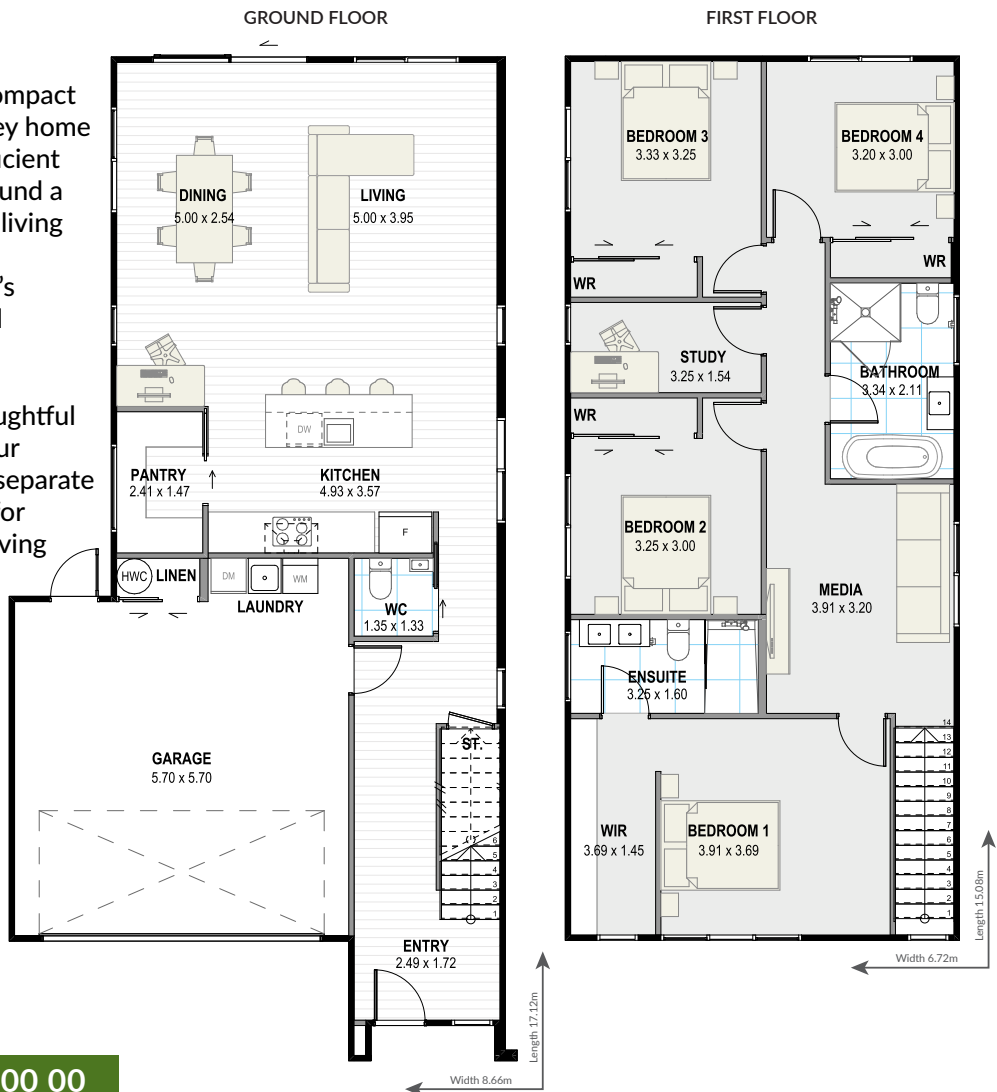 GROUND FLOOR
ompact
ey home
icient
und a
living
's
l
ughtful
ur
separate
or
ving
DINING
5.00 x 2.54
LIVING
5.00 x 3.95
DW
PANTRY
2.41 x 1.47
KITCHEN
4.93 x 3.57
F
HWC
LINEN
DM
WM
LAUNDRY
WC
1.35 x 1.33
ST.
GARAGE
5.70 x 5.70
6
5
4
3
2
1
ENTRY
2.49 x 1.72
Length 17.12m
Width 8.66m
00 00
FIRST FLOOR
BEDROOM 3
3.33 x 3.25
BEDROOM 4
3.20 x 3.00
WR
WR
STUDY
3.25 x 1.54
BATHROOM
3.34 x 2.11
WR
BEDROOM 2
3.25 x 3.00
MEDIA
3.91 x 3.20
ENSUITE
3.25 x 1.60
14
13
12
11
10
9
8
7
6
5
4
3
2
1
WIR
3.69 x 1.45
BEDROOM 1
3.91 x 3.69
Length 15.08m
Width 6.72m